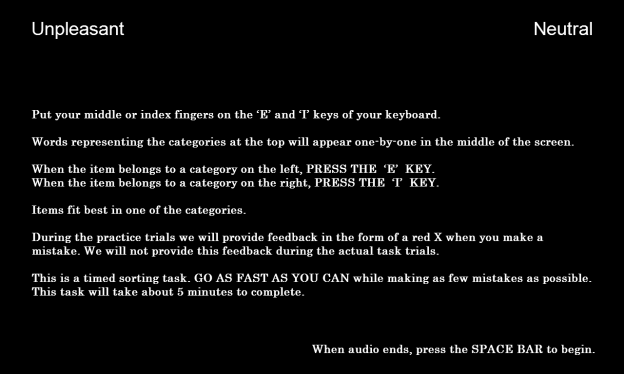 Unpleasant
Neutral
Put your middle or index fingers on the ‘E’ and ‘I’ keys of your keyboard.
Words representing the categories at the top will appear one-by-one in the middle of the screen.
When the item belongs to a category on the left, PRESS THE ‘E’ KEY.
When the item belongs to a category on the right, PRESS THE ‘I’ KEY.
Items fit best in one of the categories.
During the practice trials we will provide feedback in the form of a red X when you make a
mistake. We will not provide this feedback during the actual task trials.
This is a timed sorting task. GO AS FAST AS YOU CAN while making as few mistakes as possible.
This task will take about 5 minutes to complete.
When audio ends, press the SPACE BAR to begin.